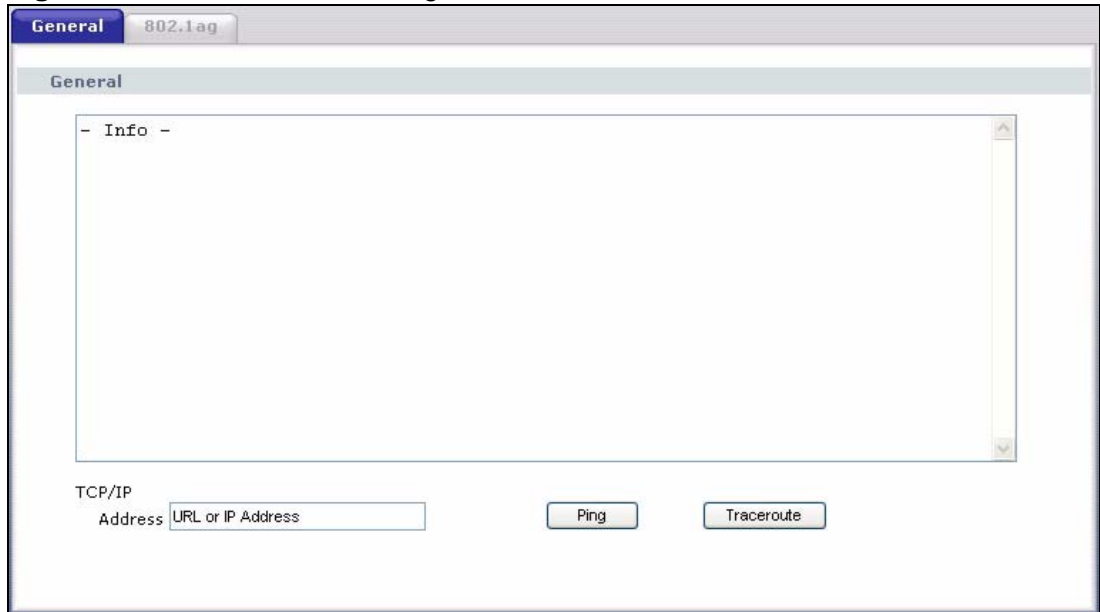 General 802.1ag
General
- Info -
TCP/IP
Address URL or IP Address Ping Traceroute